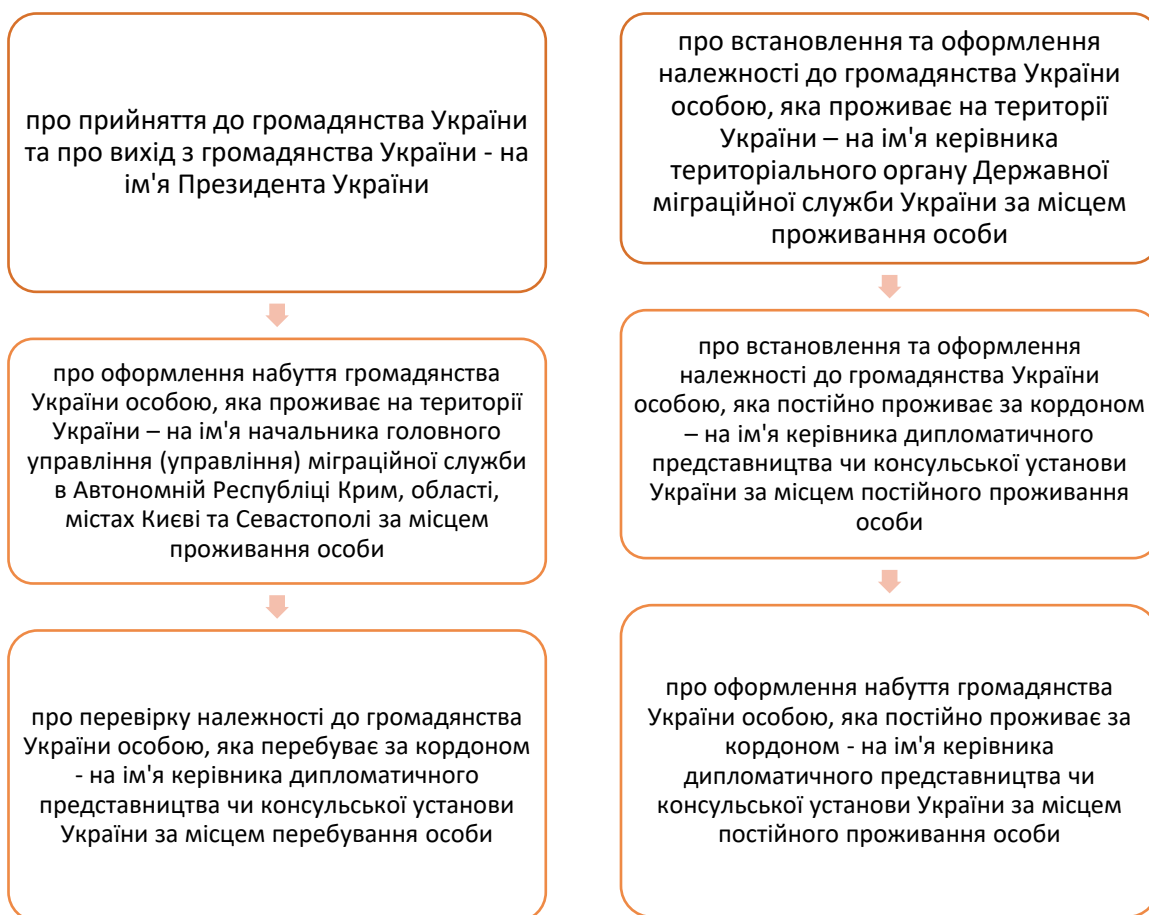 про прийняття до громадянства України
та про вихід з громадянства України - на
ім'я Президента України
про оформлення набуття громадянства
України особою, яка проживає на території
України – на ім'я начальника головного
управління (управління) міграційної служби
в Автономній Республіці Крим, області,
містах Києві та Севастополі за місцем
проживання особи
про перевірку належності до громадянства
України особою, яка перебуває за кордоном
- на ім'я керівника дипломатичного
представництва чи консульської установи
України за місцем перебування особи
про встановлення та оформлення
належності до громадянства України
особою, яка проживає на території
України – на ім'я керівника
територіального органу Державної
міграційної служби України за місцем
проживання особи
про встановлення та оформлення
належності до громадянства України
особою, яка постійно проживає за кордоном
– на ім'я керівника дипломатичного
представництва чи консульської установи
України за місцем постійного проживання
особи
про оформлення набуття громадянства
України особою, яка постійно проживає за
кордоном - на ім'я керівника
дипломатичного представництва чи
консульської установи України за місцем
постійного проживання особи